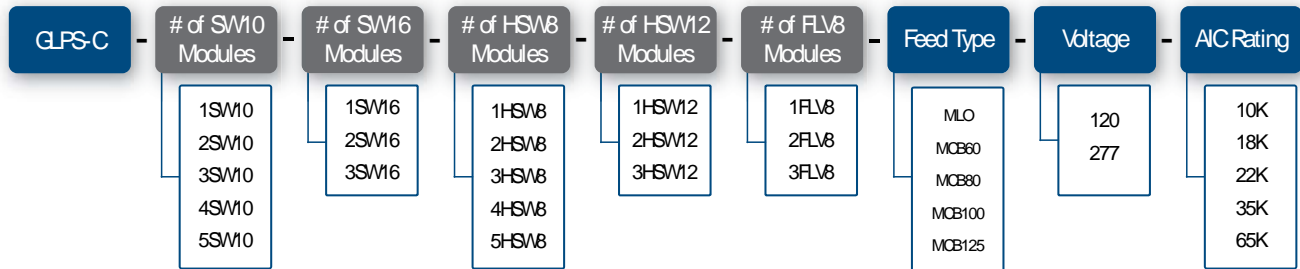 GLPS-C - # of SW10 Modules - # of SW16 Modules - # of HSW8 Modules - # of HSW12 Modules - # of FLV8 Modules - Feed Type - Voltage - AIC Rating
1SW10
2SW10
3SW10
4SW10
5SW10
1SW16
2SW16
3SW16
1HSW8
2HSW8
3HSW8
4HSW8
5HSW8
1HSW12
2HSW12
3HSW12
1FLV8
2FLV8
3FLV8
MLO
MCB60
MCB80
MCB100
MCB125
120
277
10K
18K
22K
35K
65K